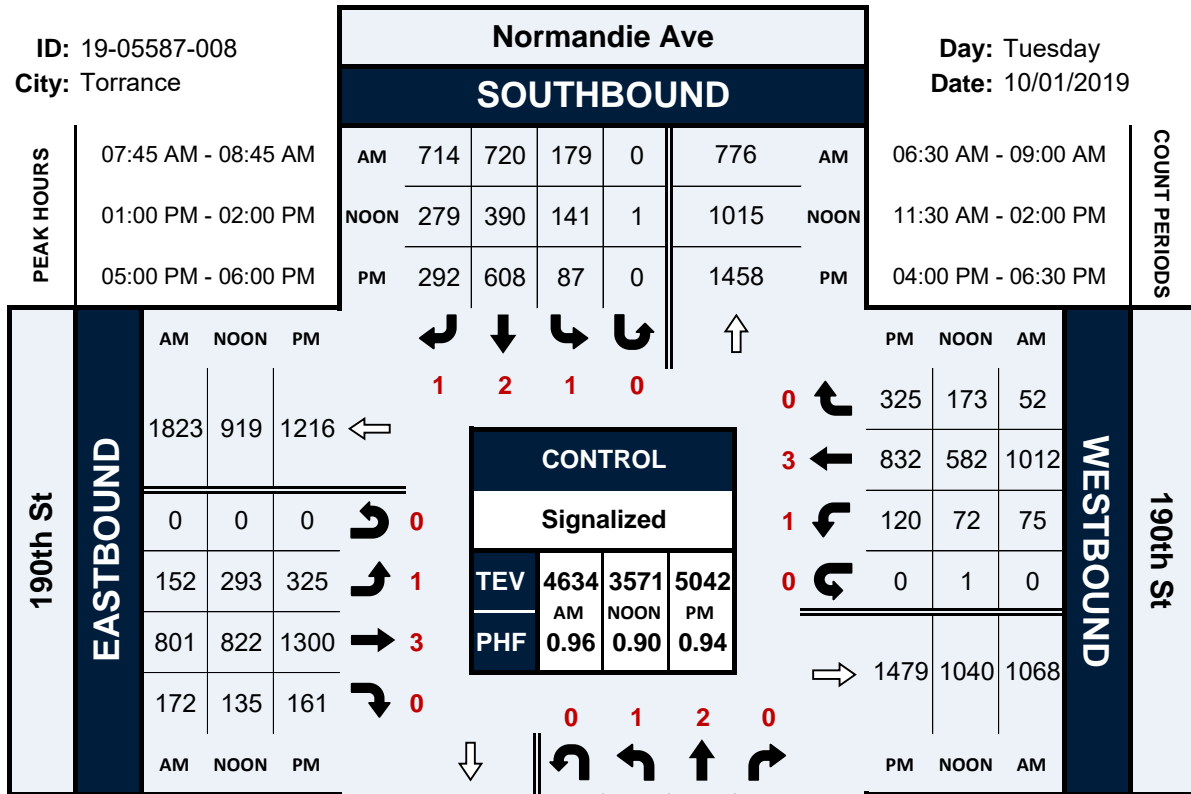 ID: 19-05587-008
City: Torrance
Normandie Ave
SOUTHBOUND
Day: Tuesday
Date: 10/01/2019
PEAK HOURS
07:45 AM - 08:45 AM
01:00 PM - 02:00 PM
05:00 PM - 06:00 PM
AM 714 720 179 0 776 AM
NOON 279 390 141 1 1015 NOON
PM 292 608 87 0 1458 PM
06:30 AM - 09:00 AM
11:30 AM - 02:00 PM
04:00 PM - 06:30 PM
COUNT PERIODS
1 2 1 0
190th St
EASTBOUND
AM NOON PM
1823 919 1216
0 0 0 0
152 293 325 1
801 822 1300 3
172 135 161 0
AM NOON PM
CONTROL
Signalized
TEV 4634 3571 5042
AM NOON PM
PHF 0.96 0.90 0.94
PM NOON AM
0 325 173 52
3 832 582 1012
1 120 72 75
0 0 1 0
1479 1040 1068
PM NOON AM
WESTBOUND
190th St
0 1 2 0